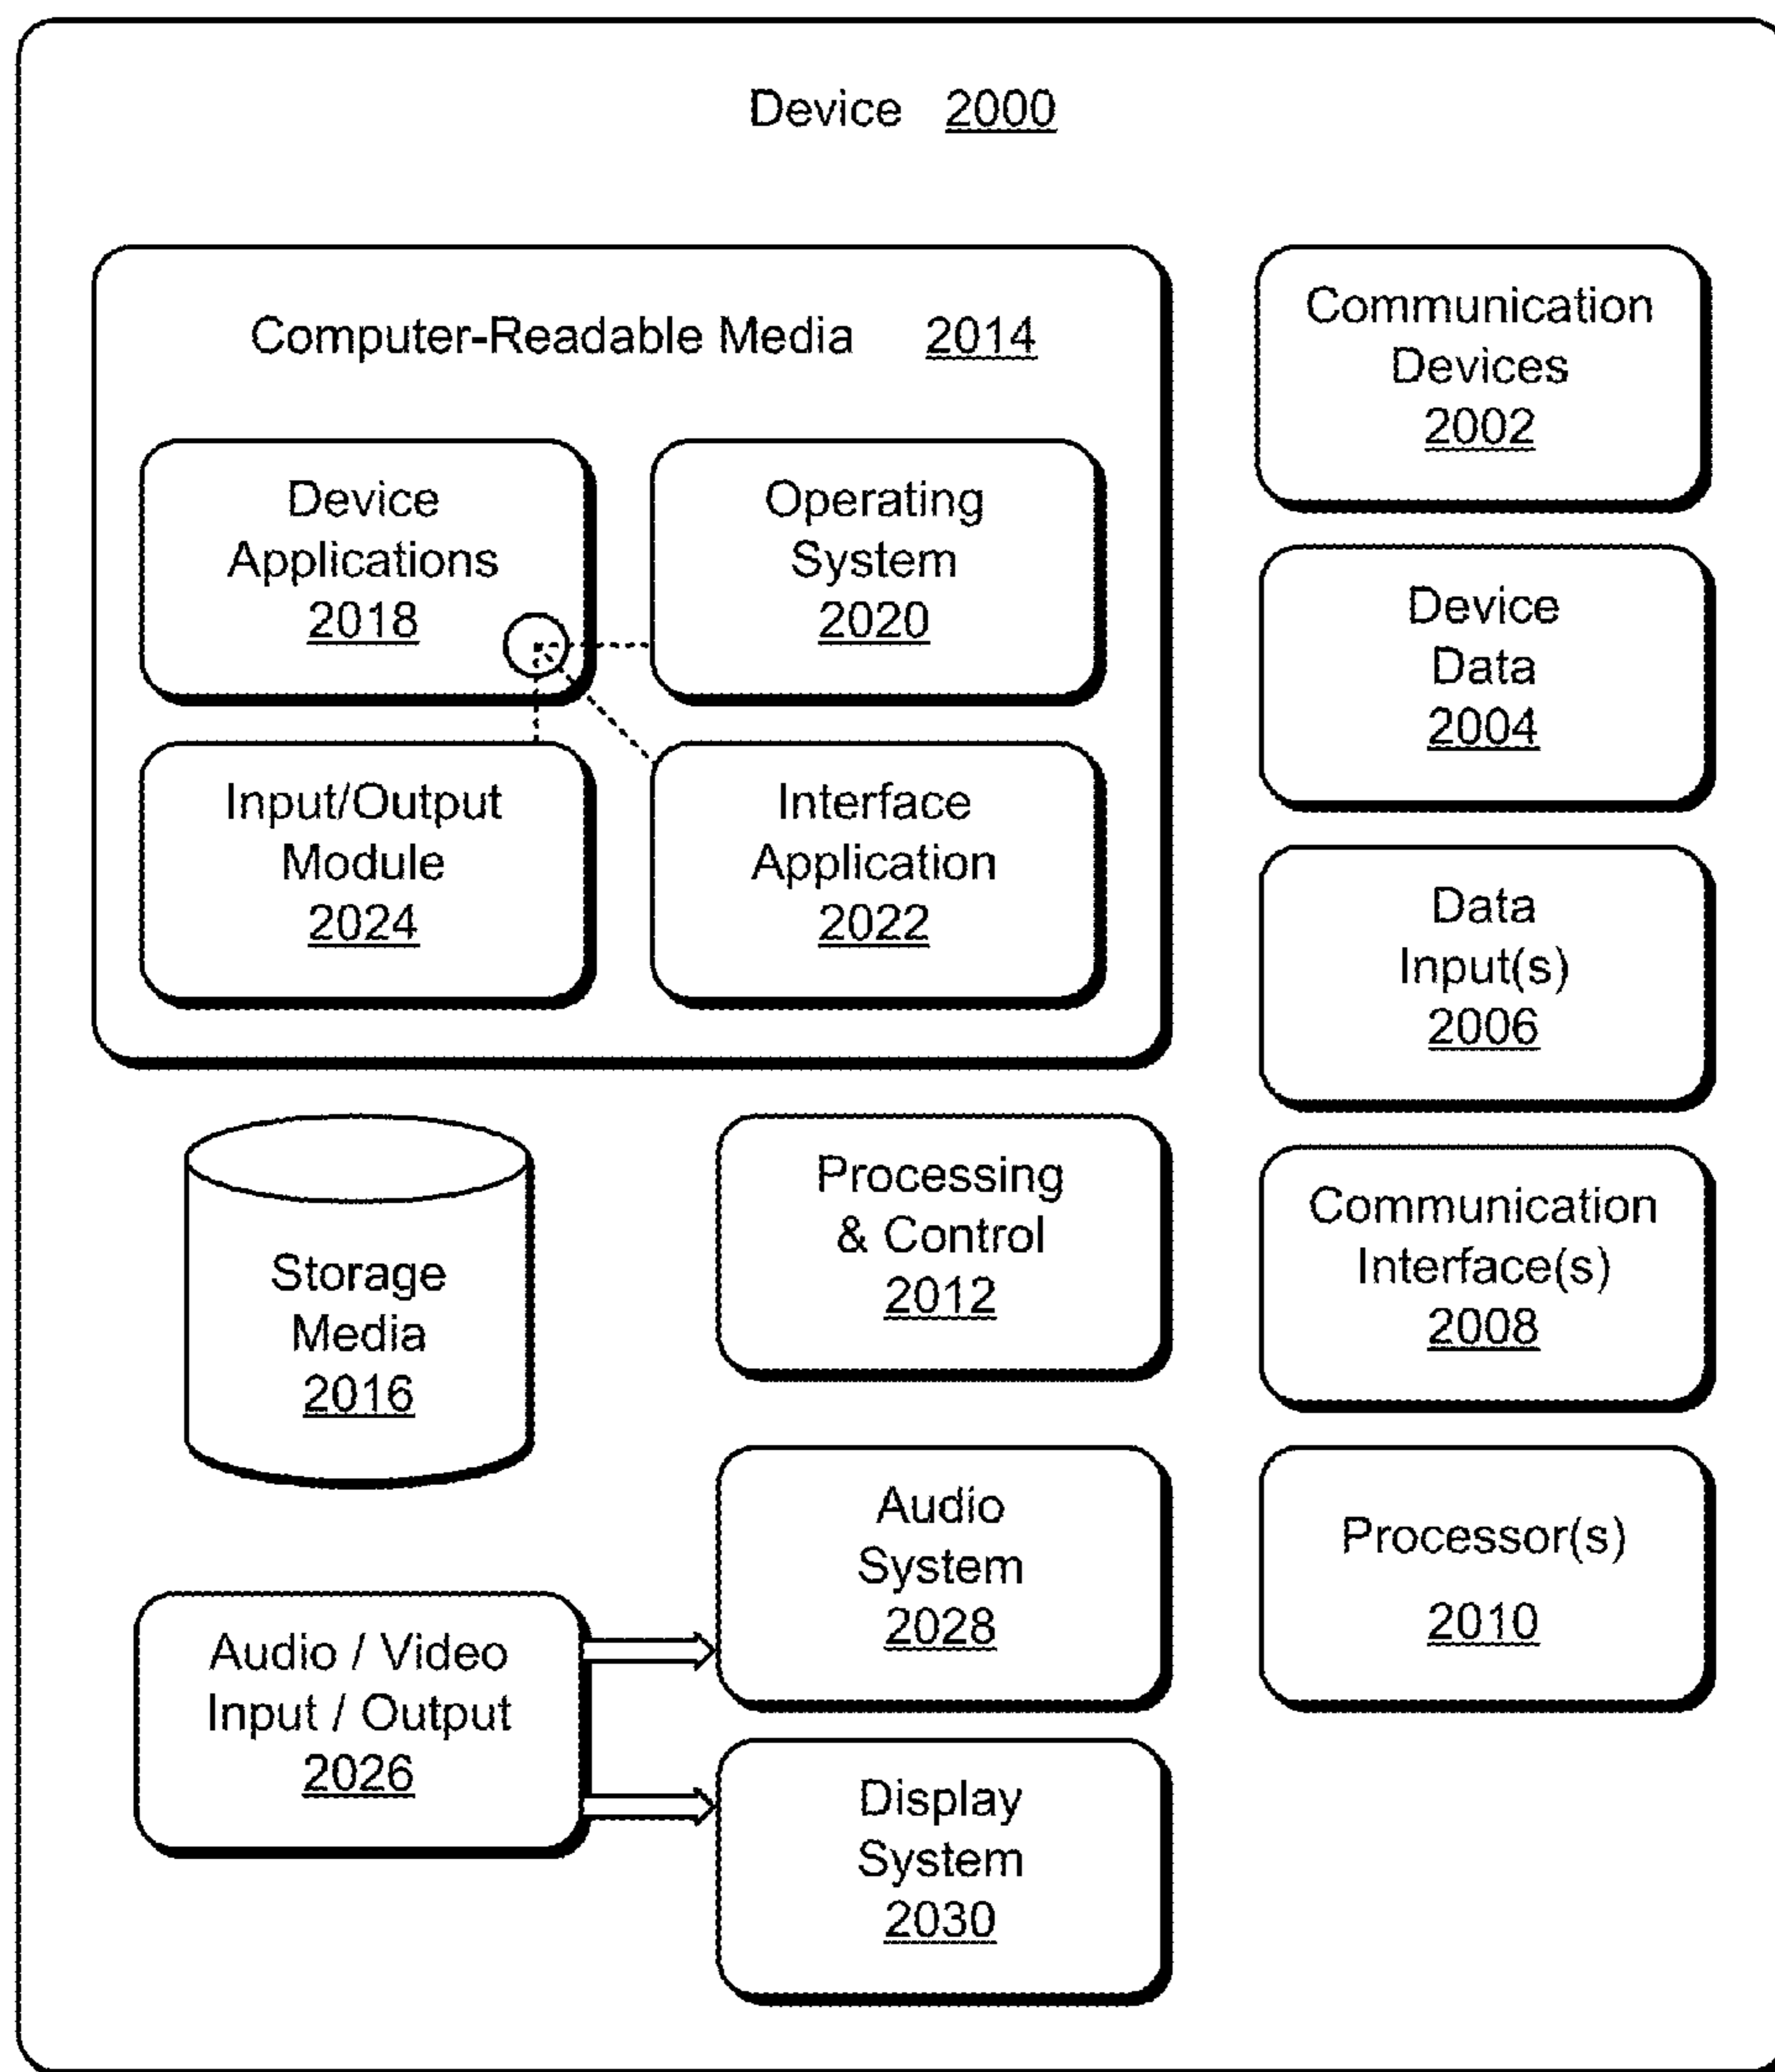 Device 2000
Computer-Readable Media 2014
Device
Applications
2018
Operating
System
2020
Input/Output
Module
2024
Interface
Application
2022
Communication
Devices
2002
Device
Data
2004
Data
Input(s)
2006
Communication
Interface(s)
2008
Processor(s)
2010
Storage
Media
2016
Processing
& Control
2012
Audio / Video
Input / Output
2026
Audio
System
2028
Display
System
2030